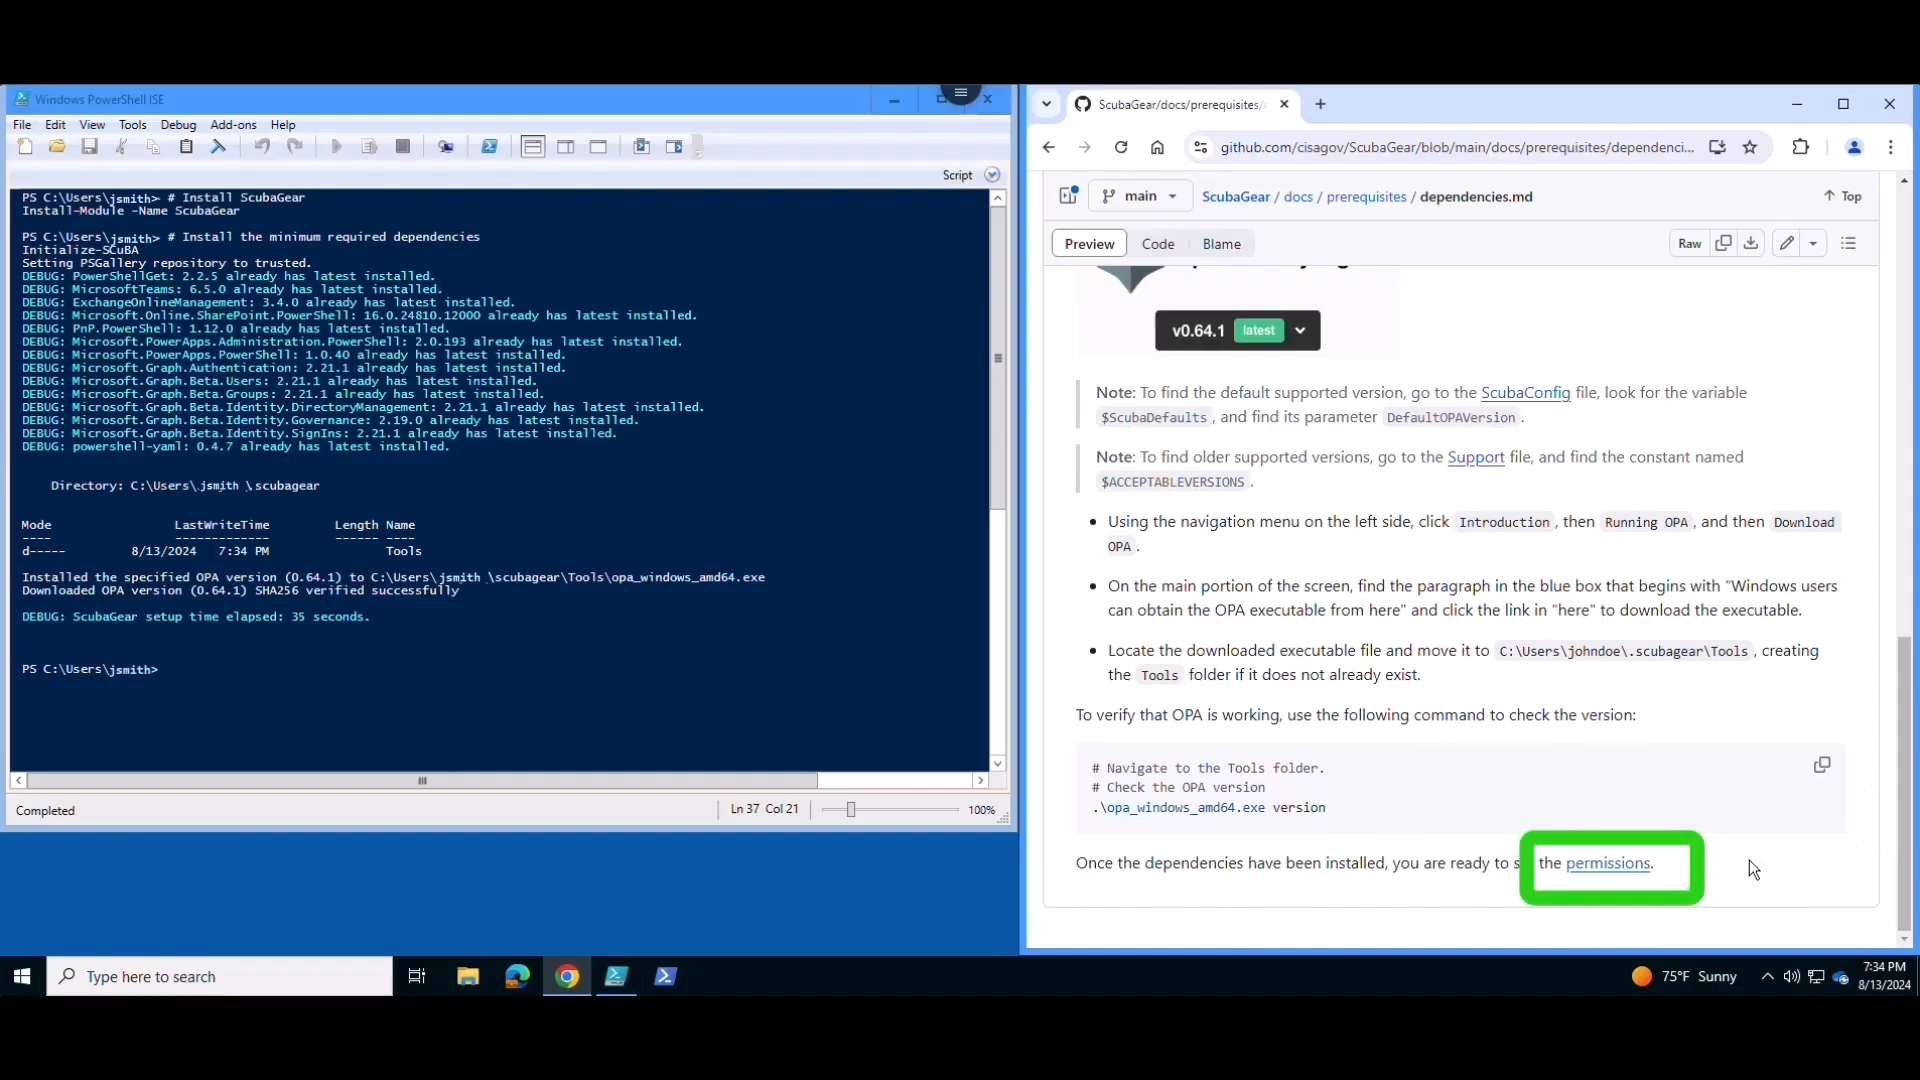 Windows PowerShell ISE
File Edit View Tools Debug Add-ons Help
Script
PS C:\Users\jsmith> # Install ScubaGear
Install-Module -Name ScubaGear
PS C:\Users\jsmith> # Install the minimum required dependencies
Initialize-SCuBA
Setting PSGallery repository to trusted.
DEBUG: PowerShellGet: 2.2.5 already has latest installed.
DEBUG: MicrosoftTeams: 6.5.0 already has latest installed.
DEBUG: ExchangeOnlineManagement: 3.4.0 already has latest installed.
DEBUG: Microsoft.Online.SharePoint.PowerShell: 16.0.24810.12000 already has latest installed.
DEBUG: PnP.PowerShell: 1.12.0 already has latest installed.
DEBUG: Microsoft.PowerApps.Administration.PowerShell: 2.0.193 already has latest installed.
DEBUG: Microsoft.PowerApps.PowerShell: 1.0.40 already has latest installed.
DEBUG: Microsoft.Graph.Authentication: 2.21.1 already has latest installed.
DEBUG: Microsoft.Graph.Beta.Users: 2.21.1 already has latest installed.
DEBUG: Microsoft.Graph.Beta.Groups: 2.21.1 already has latest installed.
DEBUG: Microsoft.Graph.Beta.Identity.DirectoryManagement: 2.21.1 already has latest installed.
DEBUG: Microsoft.Graph.Beta.Identity.Governance: 2.19.0 already has latest installed.
DEBUG: Microsoft.Graph.Beta.Identity.SignIns: 2.21.1 already has latest installed.
DEBUG: powershell-yaml: 0.4.7 already has latest installed.
Directory: C:\Users\jsmith \.scubagear
Mode LastWriteTime Length Name
---- ------------- ------ ----
d----- 8/13/2024 7:34 PM Tools
Installed the specified OPA version (0.64.1) to C:\Users\jsmith \scubagear\Tools\opa_windows_amd64.exe
Downloaded OPA version (0.64.1) SHA256 verified successfully
DEBUG: ScubaGear setup time elapsed: 35 seconds.
PS C:\Users\jsmith>
Completed Ln 37 Col 21 100%
ScubaGear/docs/prerequisites/
github.com/cisagov/ScubaGear/blob/main/docs/prerequisites/dependenci...
main ScubaGear / docs / prerequisites / dependencies.md Top
Preview Code Blame Raw
v0.64.1 latest
Note: To find the default supported version, go to the ScubaConfig file, look for the variable
$ScubaDefaults , and find its parameter DefaultOPAVersion .
Note: To find older supported versions, go to the Support file, and find the constant named
$ACCEPTABLEVERSIONS .
• Using the navigation menu on the left side, click Introduction , then Running OPA , and then Download
OPA .
• On the main portion of the screen, find the paragraph in the blue box that begins with "Windows users
can obtain the OPA executable from here" and click the link in "here" to download the executable.
• Locate the downloaded executable file and move it to C:\Users\johndoe\.scubagear\Tools , creating
the Tools folder if it does not already exist.
To verify that OPA is working, use the following command to check the version:
# Navigate to the Tools folder.
# Check the OPA version
.\opa_windows_amd64.exe version
Once the dependencies have been installed, you are ready to s the permissions.
Type here to search
75°F Sunny
7:34 PM
8/13/2024